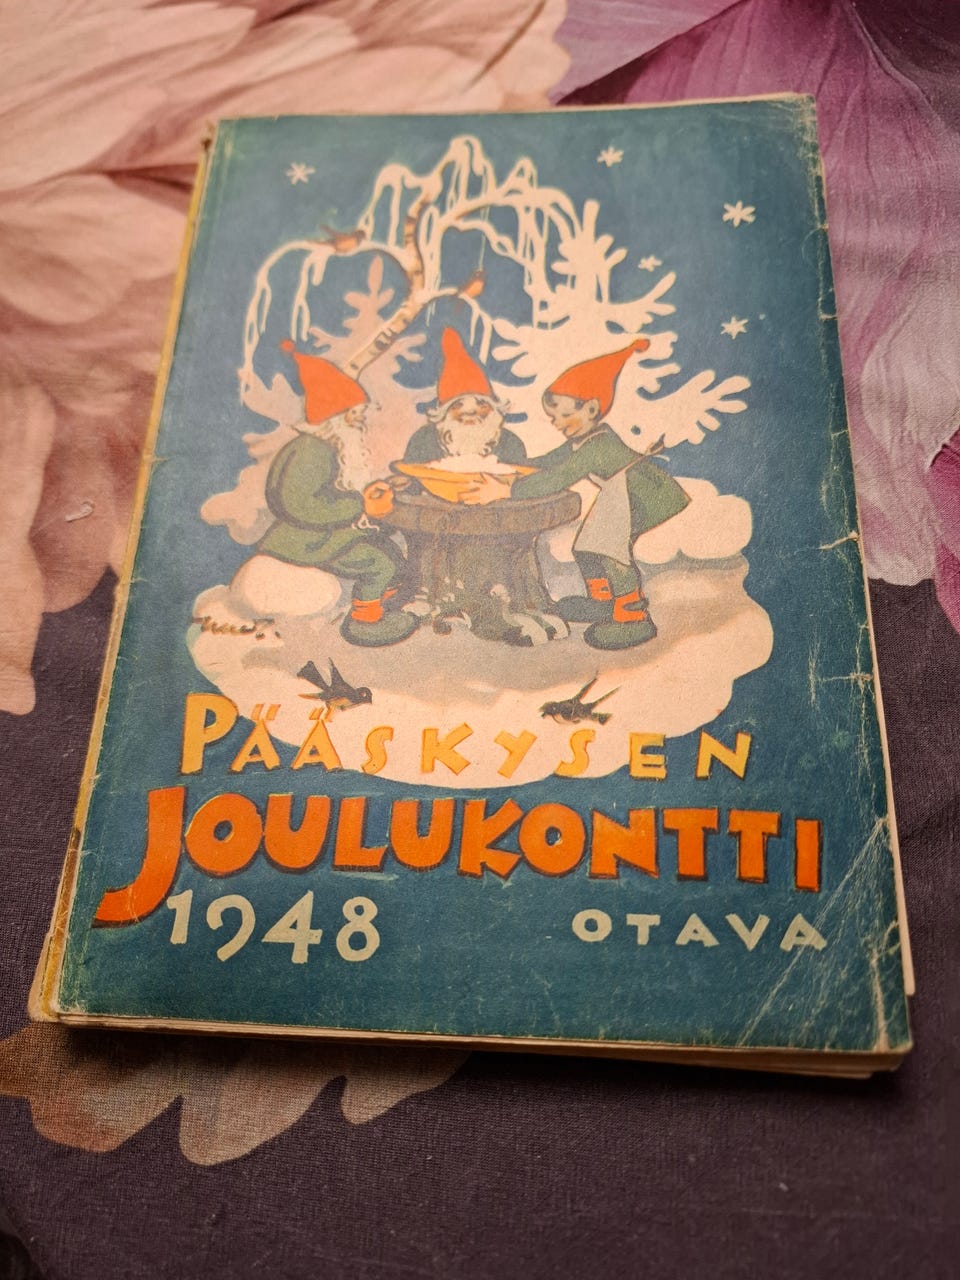 PÄÄSKYSEN
JOULUKONTTI
1948 OTAVA